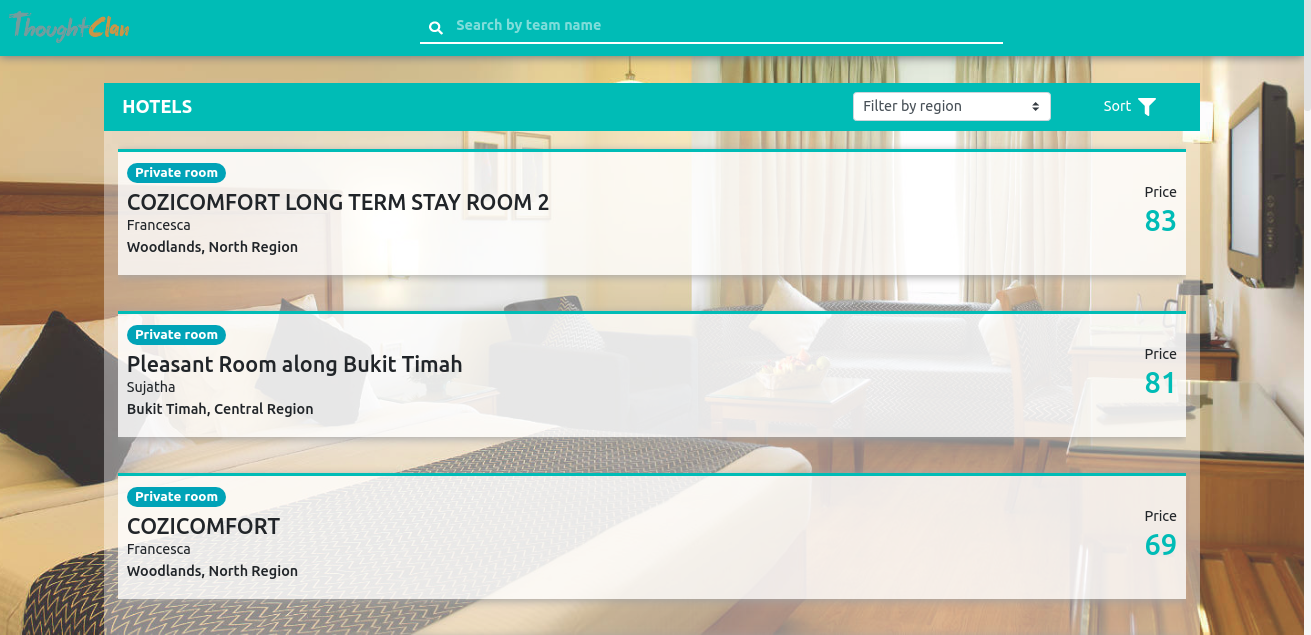 ThoughtClan
Search by team name
HOTELS
Filter by region
Sort
Private room
COZICOMFORT LONG TERM STAY ROOM 2
Francesca
Woodlands, North Region
Price
83
Private room
Pleasant Room along Bukit Timah
Sujatha
Bukit Timah, Central Region
Price
81
Private room
COZICOMFORT
Francesca
Woodlands, North Region
Price
69